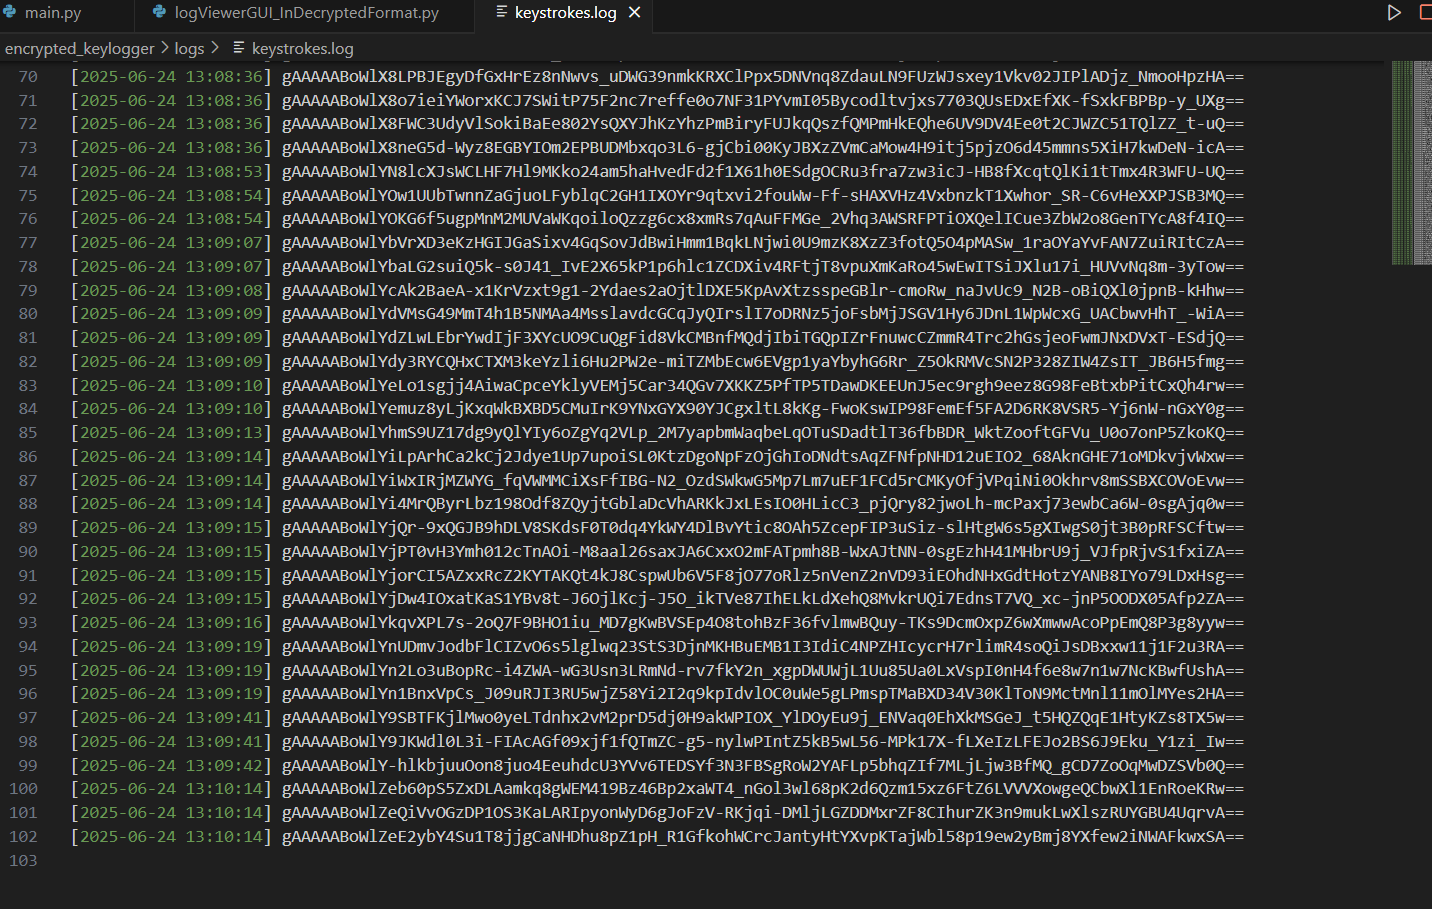 main.py
logViewerGUI_InDecryptedFormat.py
keystrokes.log
encrypted_keylogger > logs > keystrokes.log
70 [2025-06-24 13:08:36] gAAAAABoWlX8LPBJEgyDfGxHrEz8nNwvs_uDWG39nmkKRXClPpx5DNVnq8ZdauLN9FUzWJsxey1Vkv02JIPlADjz_NmooHpzHA==
71 [2025-06-24 13:08:36] gAAAAABoWlX8o7ieiYWorxKCJ7SWitP75F2nc7reffe0o7NF31PYvmI05Bycodltvjxs7703QUsEDxEfXK-fSxkFBPBp-y_UXg==
72 [2025-06-24 13:08:36] gAAAAABoWlX8FWC3UdyVlSokiBaEe802YsQXYJhKzYhzPmBiryFUJkqQszfQMPmHkEQhe6UV9DV4Ee0t2CJWZC51TQlZZ_t-uQ==
73 [2025-06-24 13:08:36] gAAAAABoWlX8neG5d-Wyz8EGBYIOm2EPBUDMbxqo3L6-gjCbi00KyJBXzZVmCaMow4H9itj5pjzO6d45mmns5XiH7kwDeN-icA==
74 [2025-06-24 13:08:53] gAAAAABoWlYN8lcXJsWCLHF7Hl9MKko24am5haHvedFd2f1X61h0ESdgOCRu3fra7zw3icJ-HB8fXcqtQlKi1tTmx4R3WFU-UQ==
75 [2025-06-24 13:08:54] gAAAAABoWlYOw1UUbTwnnZaGjuoLFyblqC2GH1IXOYr9qtxvi2fouWw-Ff-sHAXVHz4VxbnzkT1Xwhor_SR-C6vHeXXPJSB3MQ==
76 [2025-06-24 13:08:54] gAAAAABoWlYOKG6f5ugpMnM2MUVaWKqoiloQzzg6cx8xmRs7qAuFFMGe_2Vhq3AWSRFPTiOXQelICue3ZbW2o8GenTYcA8f4IQ==
77 [2025-06-24 13:09:07] gAAAAABoWlYbVrXD3eKzHGIJGaSixv4GqSovJdBwiHmm1BqkLNjwi0U9mzK8XzZ3fotQ5O4pMASw_1raOYaYvFAN7ZuiRItCzA==
78 [2025-06-24 13:09:07] gAAAAABoWlYbaLG2suiQ5k-s0J41_IvE2X65kP1p6hlc1ZCDXiv4RFtjT8vpuXmKaRo45wEwITSiJXlu17i_HUVvNq8m-3yTow==
79 [2025-06-24 13:09:08] gAAAAABoWlYcAk2BaeA-x1KrVzxt9g1-2Ydaes2aOjtlDXE5KpAvXtzsspeGBlr-cmoRw_naJvUc9_N2B-oBiQXl0jpnB-kHhw==
80 [2025-06-24 13:09:09] gAAAAABoWlYdVMsG49MmT4h1B5NMAa4MsslavdcGCqJyQIrslI7oDRNz5joFsbMjJSGV1Hy6JDnL1WpWcxG_UACbwvHhT_-WiA==
81 [2025-06-24 13:09:09] gAAAAABoWlYdZLwLEbrYwdIjF3XYcUO9CuQgFid8VkCMBnfMQdjIbiTGQpIZrFnuwcCZmmR4Trc2hGsjeoFwmJNxDVxT-ESdjQ==
82 [2025-06-24 13:09:09] gAAAAABoWlYdy3RYCQHxCTXM3keYzli6Hu2PW2e-miTZMbEcw6EVgp1yaYbyhG6Rr_Z5OkRMVcSN2P328ZIW4ZsIT_JB6H5fmg==
83 [2025-06-24 13:09:10] gAAAAABoWlYeLo1sgjj4AiwaCpceYklyVEMj5Car34QGv7XKKZ5PfTP5TDawDKEEUnJ5ec9rgh9eez8G98FeBtxbPitCxQh4rw==
84 [2025-06-24 13:09:10] gAAAAABoWlYemuz8yLjKxqWkBXBD5CMuIrK9YNxGYX90YJCgxltL8kKg-FwoKswIP98FemEf5FA2D6RK8VSR5-Yj6nW-nGxY0g==
85 [2025-06-24 13:09:13] gAAAAABoWlYhmS9UZ17dg9yQlYIy6oZgYq2VLp_2M7yapbmWaqbeLqOTuSDadtlT36fbBDR_WktZooftGFVu_U0o7onP5ZkoKQ==
86 [2025-06-24 13:09:14] gAAAAABoWlYiLpArhCa2kCj2Jdye1Up7upoiSL0KtzDgoNpFzOjGhIoDNdtsAqZFNfpNHD12uEIO2_68AknGHE71oMDkvjvWxw==
87 [2025-06-24 13:09:14] gAAAAABoWlYiWxIRjMZWYG_fqVWMMCiXsFfIBG-N2_OzdSWkwG5Mp7Lm7uEF1FCd5rCMKyOfjVPqiNi0Okhrv8mSSBXCOVoEvw==
88 [2025-06-24 13:09:14] gAAAAABoWlYi4MrQByrLbz198Odf8ZQyjtGblaDcVhARKkJxLEsIO0HLicC3_pjQry82jwoLh-mcPaxj73ewbCa6W-0sgAjq0w==
89 [2025-06-24 13:09:15] gAAAAABoWlYjQr-9xQGJB9hDLV8SKdsF0T0dq4YkWY4DlBvYtic8OAh5ZcepFIP3uSiz-slHtgW6s5gXIwgS0jt3B0pRFSCftw==
90 [2025-06-24 13:09:15] gAAAAABoWlYjPT0vH3Ymh012cTnAOi-M8aal26saxJA6CxxO2mFATpmh8B-WxAJtNN-0sgEzhH41MHbrU9j_VJfpRjvS1fxiZA==
91 [2025-06-24 13:09:15] gAAAAABoWlYjorCI5AZxxRcZ2KYTAKQt4kJ8CspwUb6V5F8jO77oRlz5nVenZ2nVD93iEOhdNHxGdtHotzYANB8IYo79LDxHsg==
92 [2025-06-24 13:09:15] gAAAAABoWlYjDw4IOxatKaS1YBv8t-J6OjlKcj-J5O_ikTVe87IhELkLdXehQ8MvkrUQi7EdnsT7VQ_xc-jnP5OODX05Afp2ZA==
93 [2025-06-24 13:09:16] gAAAAABoWlYkqvXPL7s-2oQ7F9BHO1iu_MD7gKwBVSEp4O8tohBzF36fvlmwBQuy-TKs9DcmOxpZ6wXmwwAcoPpEmQ8P3g8yyw==
94 [2025-06-24 13:09:19] gAAAAABoWlYnUDmvJodbFlCIZvO6s5lglwq23StS3DjnMKHBuEMB1I3IdiC4NPZHIcycrH7rlimR4soQiJsDBxxw11j1F2u3RA==
95 [2025-06-24 13:09:19] gAAAAABoWlYn2Lo3uBopRc-i4ZWA-wG3Usn3LRmNd-rv7fkY2n_xgpDWUWjL1Uu85Ua0LxVspI0nH4f6e8w7n1w7NcKBwfUshA==
96 [2025-06-24 13:09:19] gAAAAABoWlYn1BnxVpCs_J09uRJI3RU5wjZ58Yi2I2q9kpIdvlOC0uWe5gLPmspTMaBXD34V30KlToN9MctMnl11mOlMYes2HA==
97 [2025-06-24 13:09:41] gAAAAABoWlY9SBTFKjlMwo0yeLTdnhx2vM2prD5dj0H9akWPIOX_YlDOyEu9j_ENVaq0EhXkMSGeJ_t5HQZQqE1HtyKZs8TX5w==
98 [2025-06-24 13:09:41] gAAAAABoWlY9JKWdl0L3i-FIAcAGf09xjf1fQTmZC-g5-nylwPIntZ5kB5wL56-MPk17X-fLXeIzLFEJo2BS6J9Eku_Y1zi_Iw==
99 [2025-06-24 13:09:42] gAAAAABoWlY-hlkbjuuOon8juo4EeuhdcU3YVv6TEDSYf3N3FBSgRoW2YAFLp5bhqZIf7MLjLjw3BfMQ_gCD7ZoOqMwDZSVb0Q==
100 [2025-06-24 13:10:14] gAAAAABoWlZeb60pS5ZxDLAamkq8gWEM419Bz46Bp2xaWT4_nGol3wl68pK2d6Qzm15xz6FtZ6LVVVXowgeQCbwXl1EnRoeKRw==
101 [2025-06-24 13:10:14] gAAAAABoWlZeQiVvOGzDP1OS3KaLARIpyonWyD6gJoFzV-RKjqi-DMljLGZDDMxrZF8CIhurZK3n9mukLwXlszRUYGBU4UqrvA==
102 [2025-06-24 13:10:14] gAAAAABoWlZeE2ybY4Su1T8jjgCaNHDhu8pZ1pH_R1GfkohWCrcJantyHtYXvpKTajWbl58p19ew2yBmj8YXfew2iNWAFkwxSA==
103